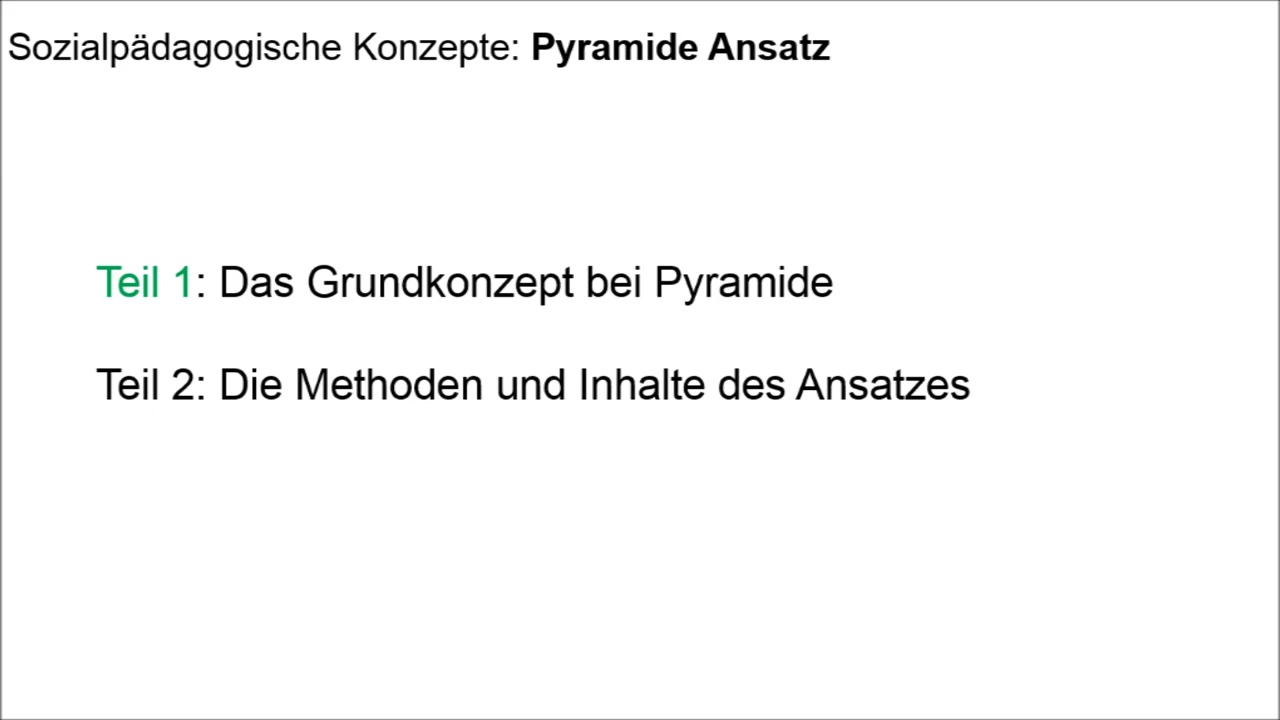 Sozialpädagogische Konzepte: Pyramide Ansatz
Teil 1: Das Grundkonzept bei Pyramide
Teil 2: Die Methoden und Inhalte des Ansatzes